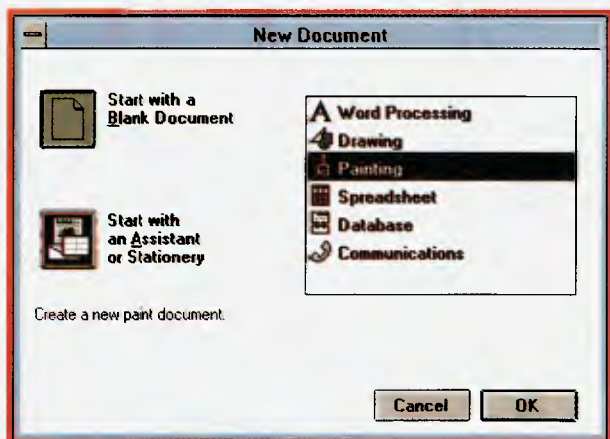 New Document
Start with a
Blank Document
Start with
an Assistant
or Stationery
Create a new paint document.
Word Processing
Drawing
Painting
Spreadsheet
Database
Communications
Cancel
OK